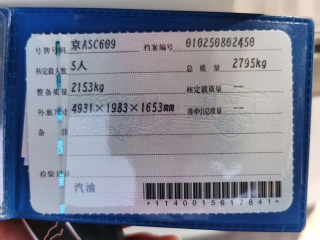 号牌号码 京ASC609 档案编号 010250802450
核定载人数 5人 总质量 2795kg
整备质量 2153kg 核定载质量 --
外廓尺寸 4931×1983×1653mm 准牵引总质量 --
备注
检验记录
汽油
*1140015617841*